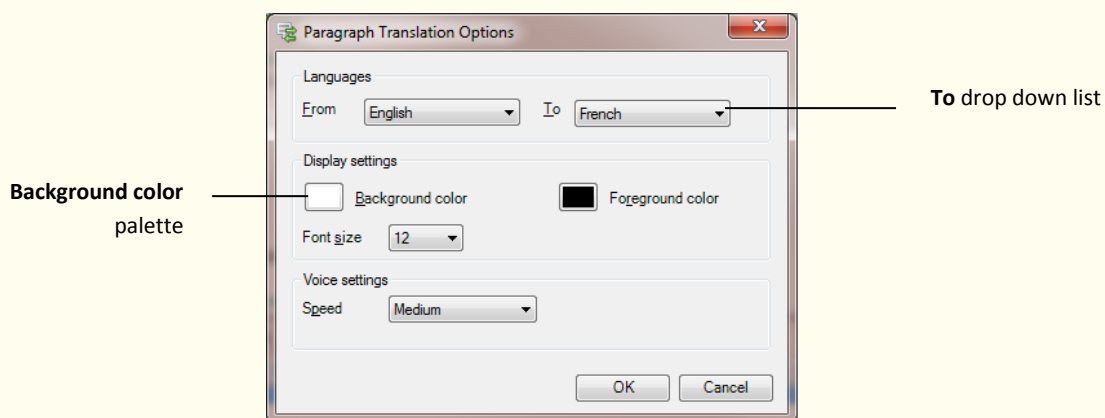 Paragraph Translation Options
Languages
From English To French
To drop down list
Display settings
Background color palette
Background color Foreground color
Font size 12
Voice settings
Speed Medium
OK Cancel